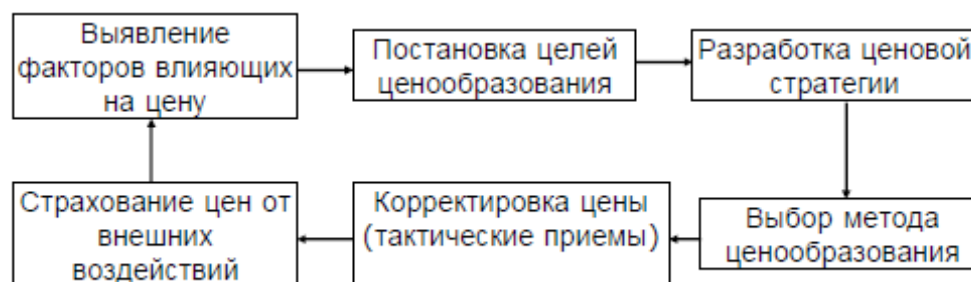 Выявление
факторов влияющих
на цену
Постановка целей
ценообразования
Разработка ценовой
стратегии
Выбор метода
ценообразования
Корректировка цены
(тактические приемы)
Страхование цен от
внешних
воздействий